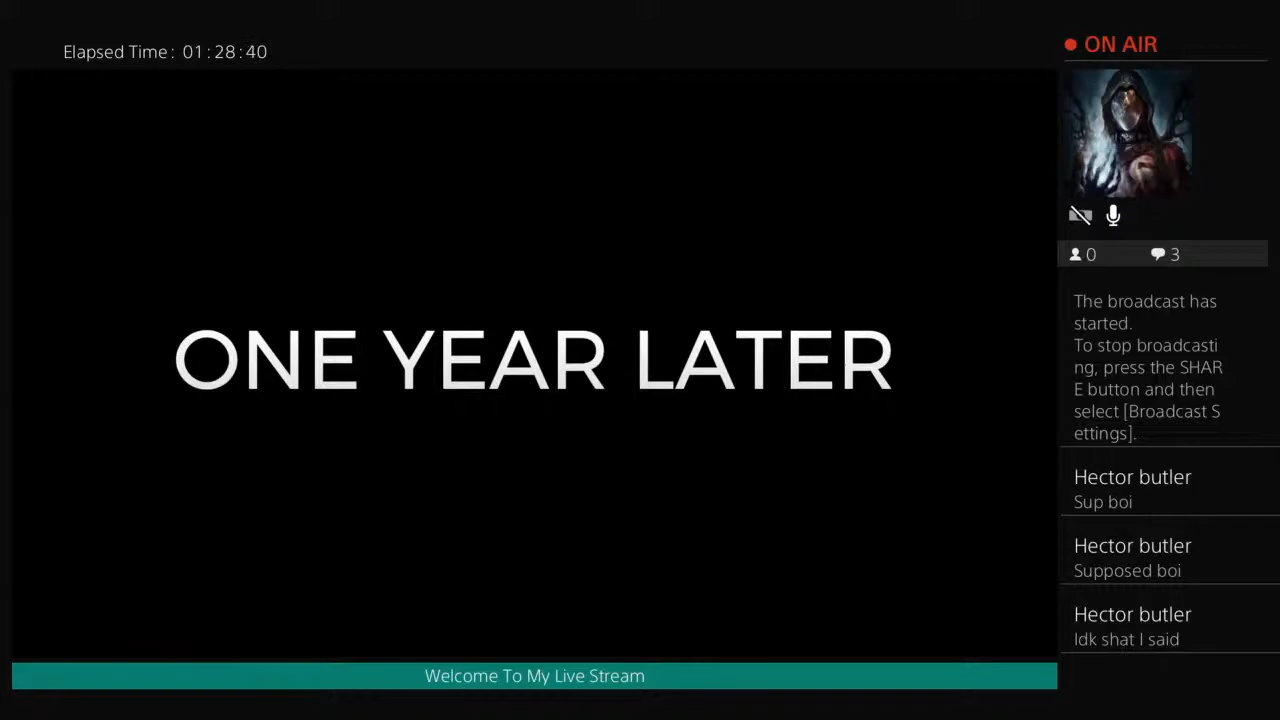 Elapsed Time: 01:28:40
ON AIR
0 3
ONE YEAR LATER
The broadcast has
started.
To stop broadcasti
ng, press the SHAR
E button and then
select [Broadcast S
ettings].
Hector butler
Sup boi
Hector butler
Supposed boi
Hector butler
Idk shat I said
Welcome To My Live Stream